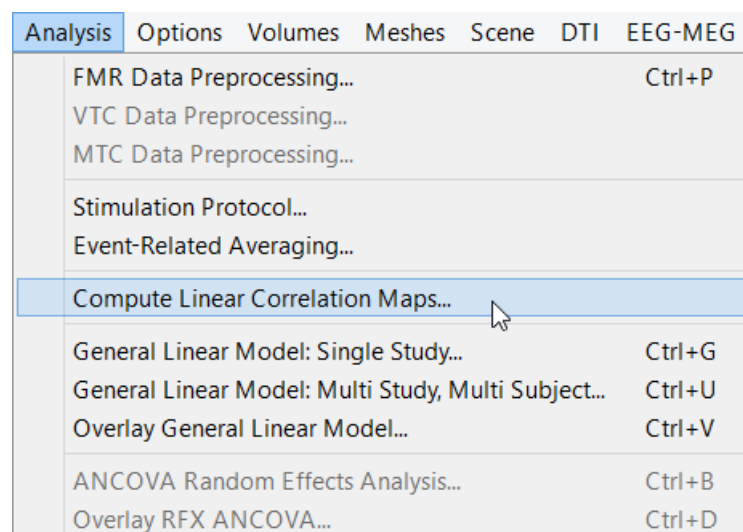 Analysis Options Volumes Meshes Scene DTI EEG-MEG
FMR Data Preprocessing... Ctrl+P
VTC Data Preprocessing...
MTC Data Preprocessing...
Stimulation Protocol...
Event-Related Averaging...
Compute Linear Correlation Maps...
General Linear Model: Single Study... Ctrl+G
General Linear Model: Multi Study, Multi Subject... Ctrl+U
Overlay General Linear Model... Ctrl+V
ANCOVA Random Effects Analysis... Ctrl+B
Overlay RFX ANCOVA... Ctrl+D